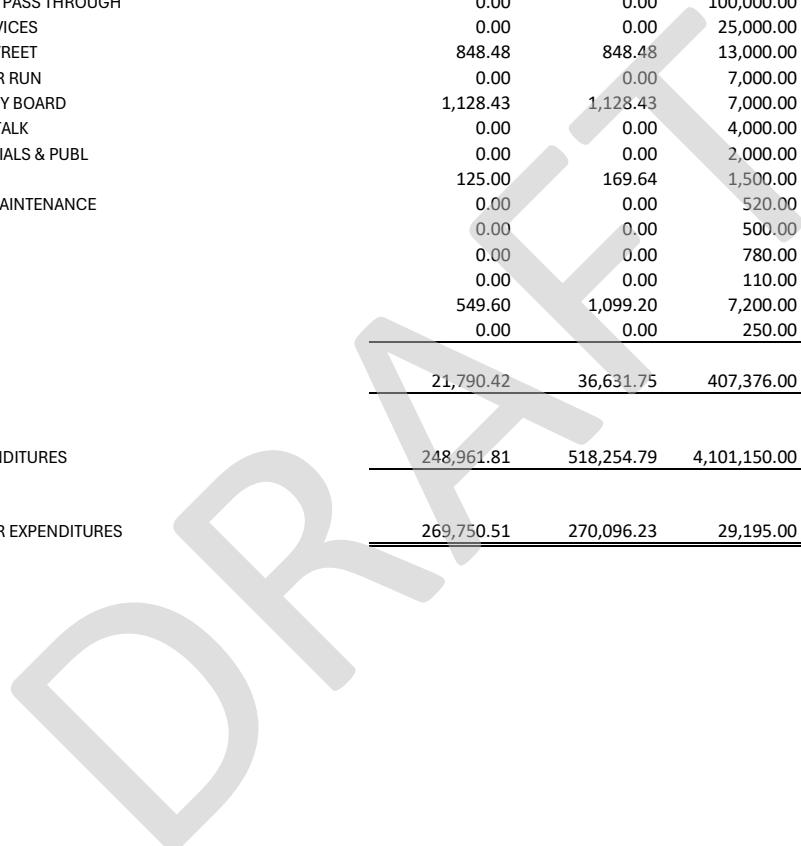 PASS THROUGH 0.00 0.00 100,000.00
VICES 0.00 0.00 25,000.00
TREET 848.48 848.48 13,000.00
R RUN 0.00 0.00 7,000.00
Y BOARD 1,128.43 1,128.43 7,000.00
TALK 0.00 0.00 4,000.00
IALS & PUBL 0.00 0.00 2,000.00
125.00 169.64 1,500.00
AINTENANCE 0.00 0.00 520.00
0.00 0.00 500.00
0.00 0.00 780.00
0.00 0.00 110.00
549.60 1,099.20 7,200.00
0.00 0.00 250.00
21,790.42 36,631.75 407,376.00
NDITURES 248,961.81 518,254.79 4,101,150.00
R EXPENDITURES 269,750.51 270,096.23 29,195.00
DRAFT